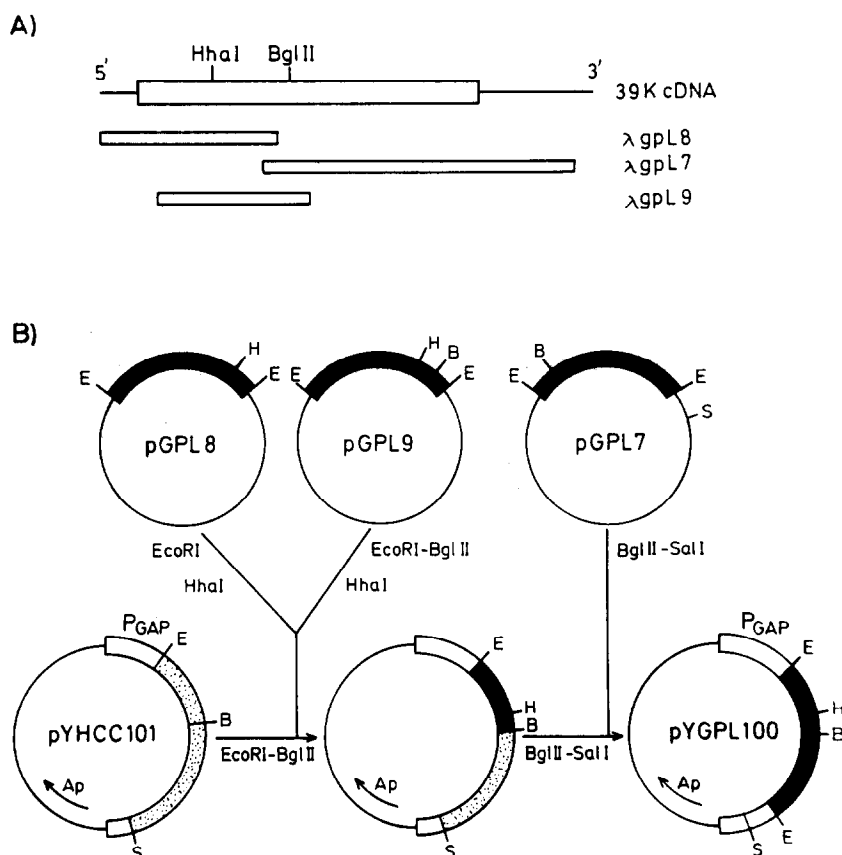 A)
HhaI BglII
5' 3'
39K cDNA
λgpL8
λgpL7
λgpL9
B)
H H B B
E E E E E E
S
pGPL8 pGPL9 pGPL7
EcoRI EcoRI-BglII BglII-SalI
HhaI HhaI
PGAP E E PGAP E
H H
pYHCC101 B B pYGPL100 B
EcoRI-BglII BglII-SalI
Ap Ap Ap
S S S E